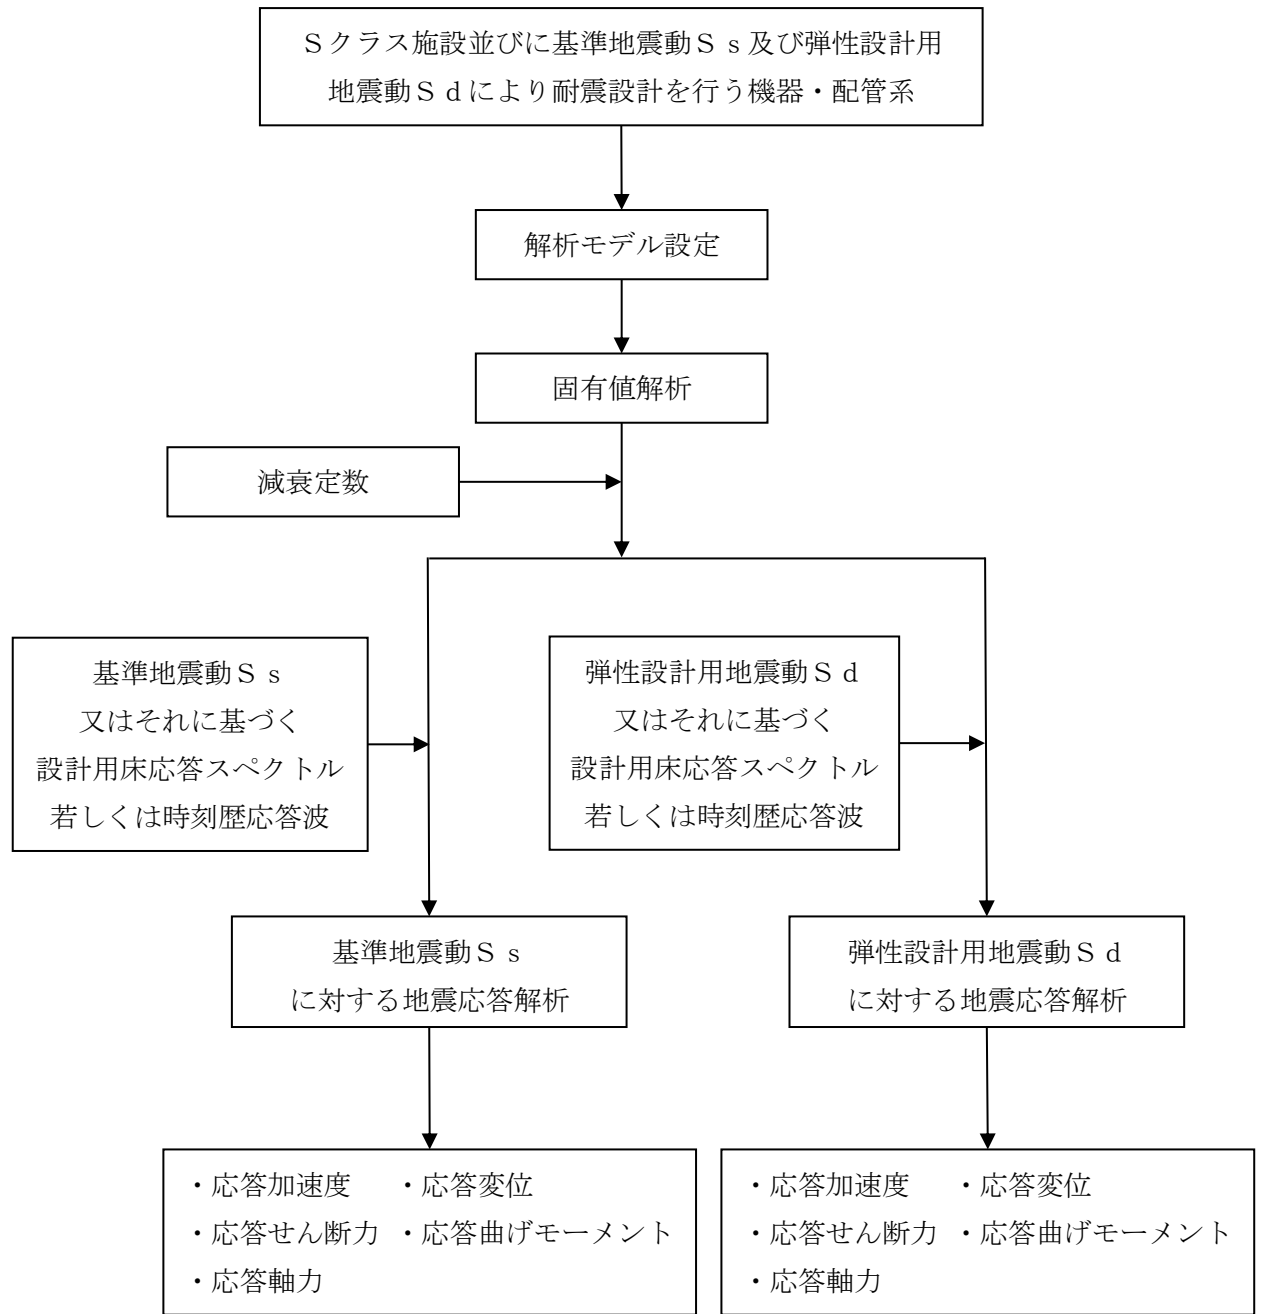 Ｓクラス施設並びに基準地震動Ｓｓ及び弾性設計用
地震動Ｓｄにより耐震設計を行う機器・配管系
解析モデル設定
固有値解析
減衰定数
基準地震動Ｓｓ
又はそれに基づく
設計用床応答スペクトル
若しくは時刻歴応答波
弾性設計用地震動Ｓｄ
又はそれに基づく
設計用床応答スペクトル
若しくは時刻歴応答波
基準地震動Ｓｓ
に対する地震応答解析
弾性設計用地震動Ｓｄ
に対する地震応答解析
・応答加速度　・応答変位
・応答せん断力　・応答曲げモーメント
・応答軸力
・応答加速度　・応答変位
・応答せん断力　・応答曲げモーメント
・応答軸力